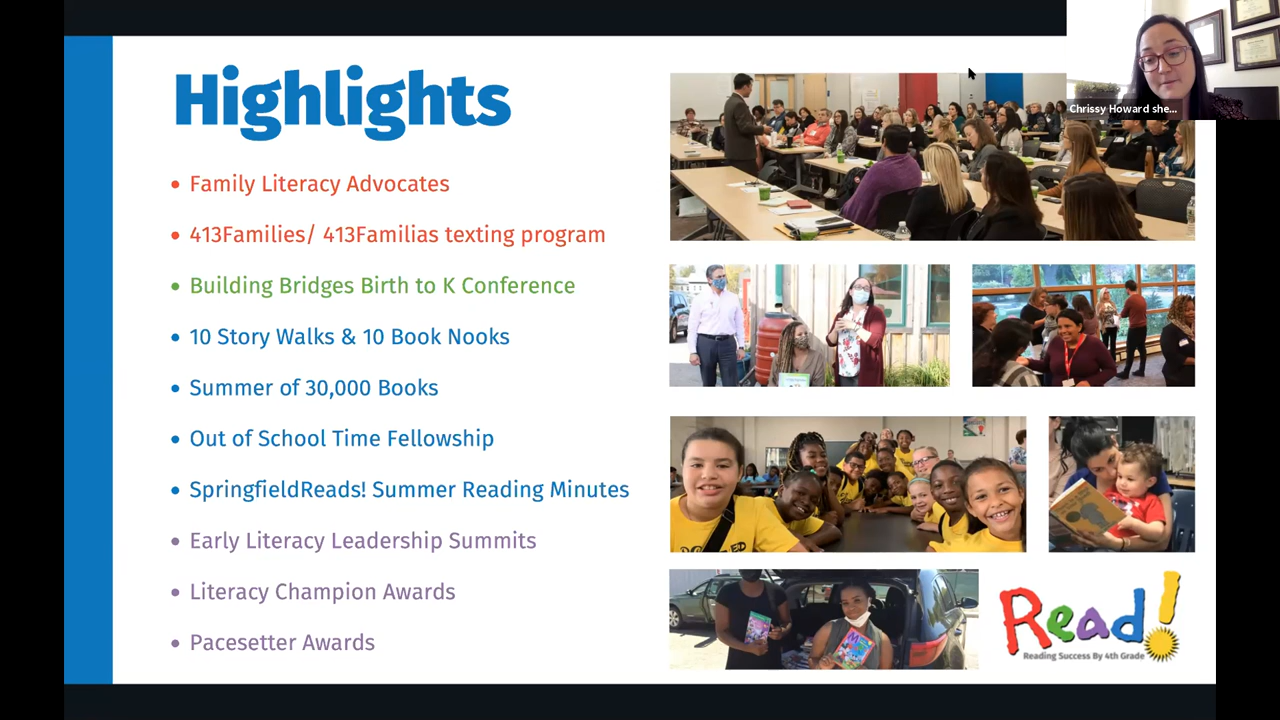 Highlights
Chrissy Howard she...
• Family Literacy Advocates
• 413Families/ 413Familias texting program
• Building Bridges Birth to K Conference
• 10 Story Walks & 10 Book Nooks
• Summer of 30,000 Books
• Out of School Time Fellowship
• SpringfieldReads! Summer Reading Minutes
• Early Literacy Leadership Summits
• Literacy Champion Awards
• Pacesetter Awards
Read!
Reading Success By 4th Grade